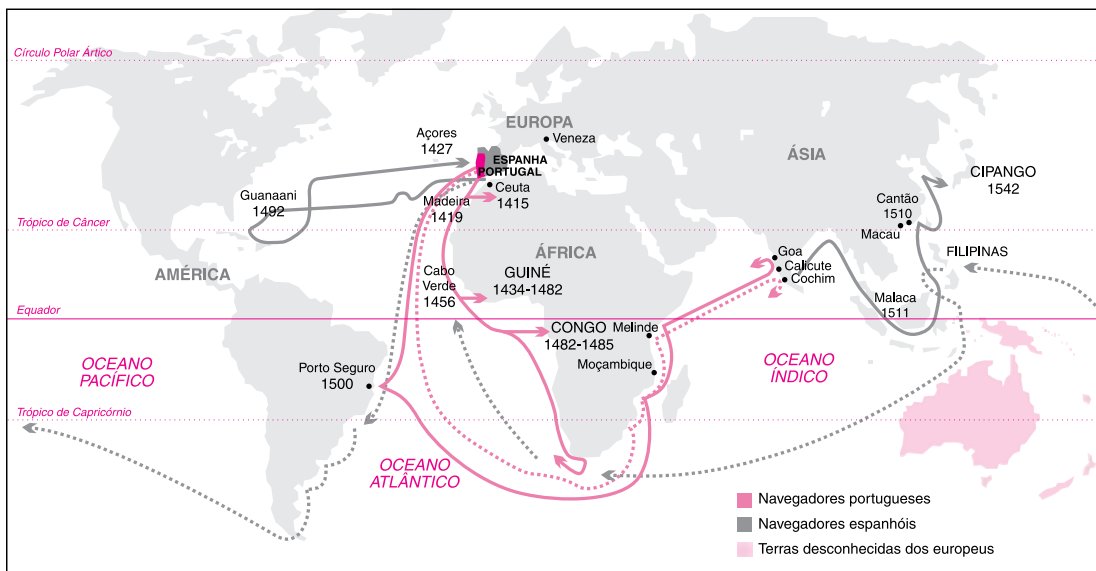 Círculo Polar Ártico
EUROPA
Veneza
Açores
1427
ESPANHA
PORTUGAL
Ceuta
1415
Madeira
1419
Guanaani
1492
ÁSIA
CIPANGO
1542
Cantão
1510
Macau
Trópico de Câncer
AMÉRICA
ÁFRICA
Cabo
Verde
1456
GUINÉ
1434-1482
Goa
Calicute
Cochim
FILIPINAS
Malaca
1511
Equador
CONGO
1482-1485
Melinde
Moçambique
OCEANO
PACÍFICO
Porto Seguro
1500
OCEANO
ÍNDICO
Trópico de Capricórnio
OCEANO
ATLÂNTICO
Navegadores portugueses
Navegadores espanhóis
Terras desconhecidas dos europeus